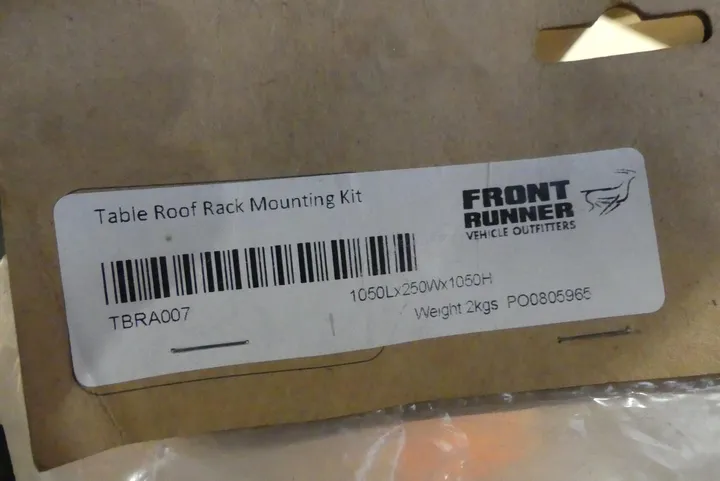 Table Roof Rack Mounting Kit
FRONT
RUNNER
VEHICLE OUTFITTERS
TBRA007
1050Lx250Wx1050H
Weight 2kgs PO0805965